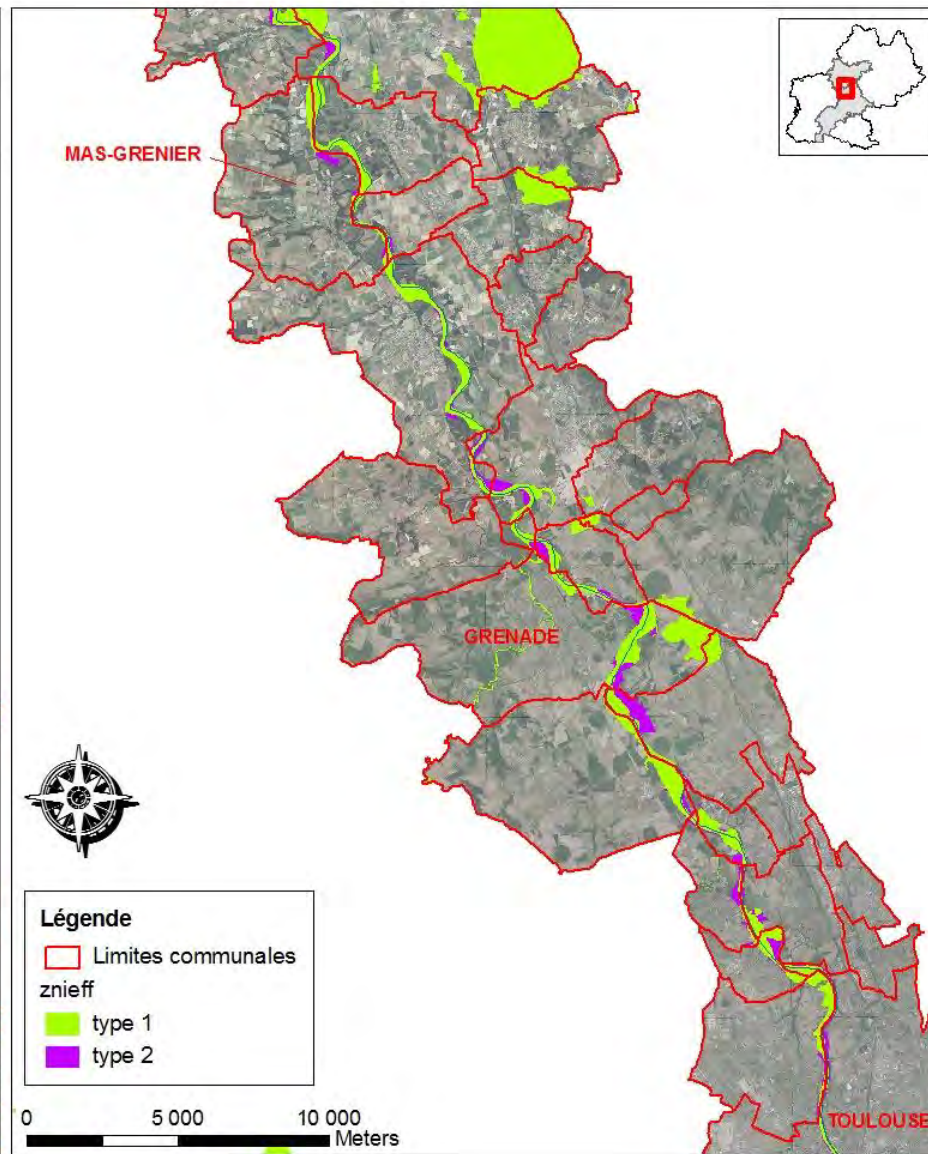 MAS-GRENIER
GRENADE
Légende
Limites communales
znieff
type 1
type 2
0 5 000 10 000
Meters
TOULOUSE